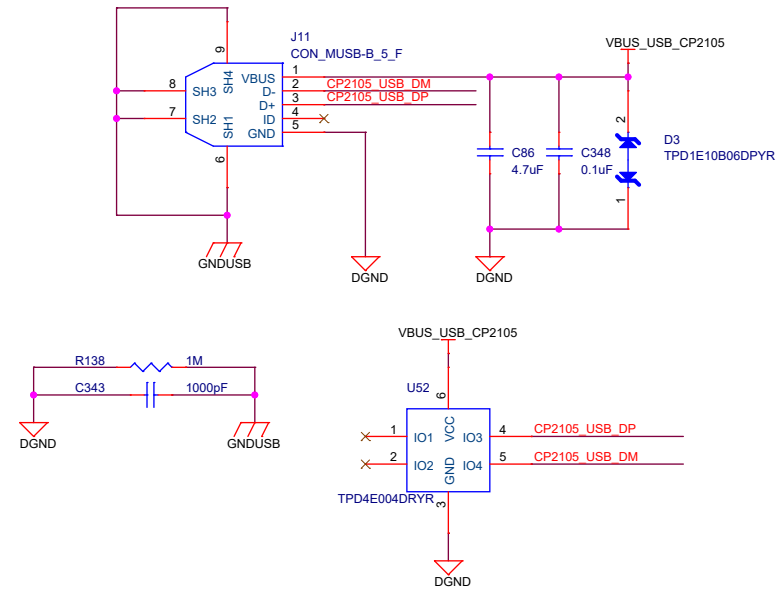 J11
CON_MUSB-B_5_F
VBUS_USB_CP2105
9
SH4
VBUS 1
8 SH3
D- 2 CP2105_USB_DM
D+ 3 CP2105_USB_DP
7 SH2
ID 4
GND 5
SH1
6
2
C86
4.7uF
C348
0.1uF
D3
TPD1E10B06DPYR
1
GNDUSB
DGND
DGND
R138 1M
C343 1000pF
DGND
GNDUSB
VBUS_USB_CP2105
U52
6
VCC
1 IO1 IO3 4 CP2105_USB_DP
2 IO2 IO4 5 CP2105_USB_DM
GND
TPD4E004DRYR
3
DGND